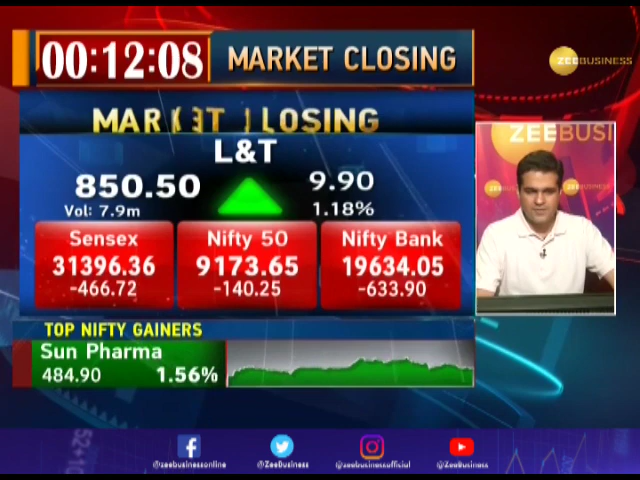 00:12:08
MARKET CLOSING
ZEEBUSINESS
L&T
850.50
9.90
Vol: 7.9m
1.18%
Sensex
31396.36
-466.72
Nifty 50
9173.65
-140.25
Nifty Bank
19634.05
-633.90
ZEEBUSI
ZEEBUSINESS
TOP NIFTY GAINERS
Sun Pharma
484.90
1.56%
@zeebusinessonline
@ZeeBusiness
@zeebusinessofficial
@ZeeBusiness